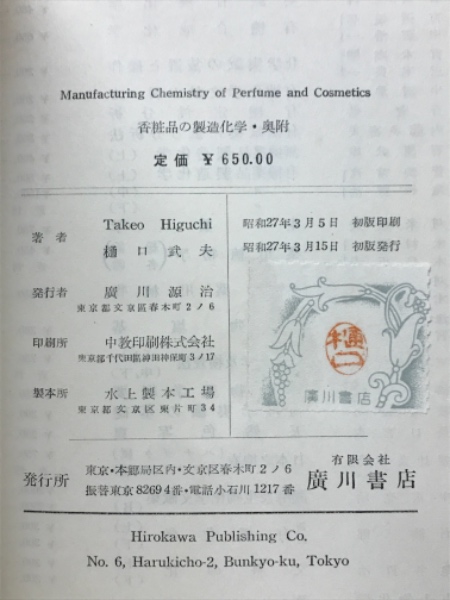 Manufacturing Chemistry of Perfume and Cosmetics
香粧品の製造化学・奥附
定価 ¥650.00
著者
Takeo Higuchi
樋口武夫
昭和27年3月5日 初版印刷
昭和27年3月15日 初版発行
発行者 廣川源治
東京都文京區春木町2ノ6
印刷所 中教印刷株式会社
東京都千代田區神田神保町3ノ17
製本所 水上製本工場
東京都文京区東片町34
樋口
廣川書店
発行所
東京・本郷局区内・文京区春木町2ノ6
振替東京82694番・電話小石川1217番
有限会社
廣川書店
Hirokawa Publishing Co.
No. 6, Harukicho-2, Bunkyo-ku, Tokyo